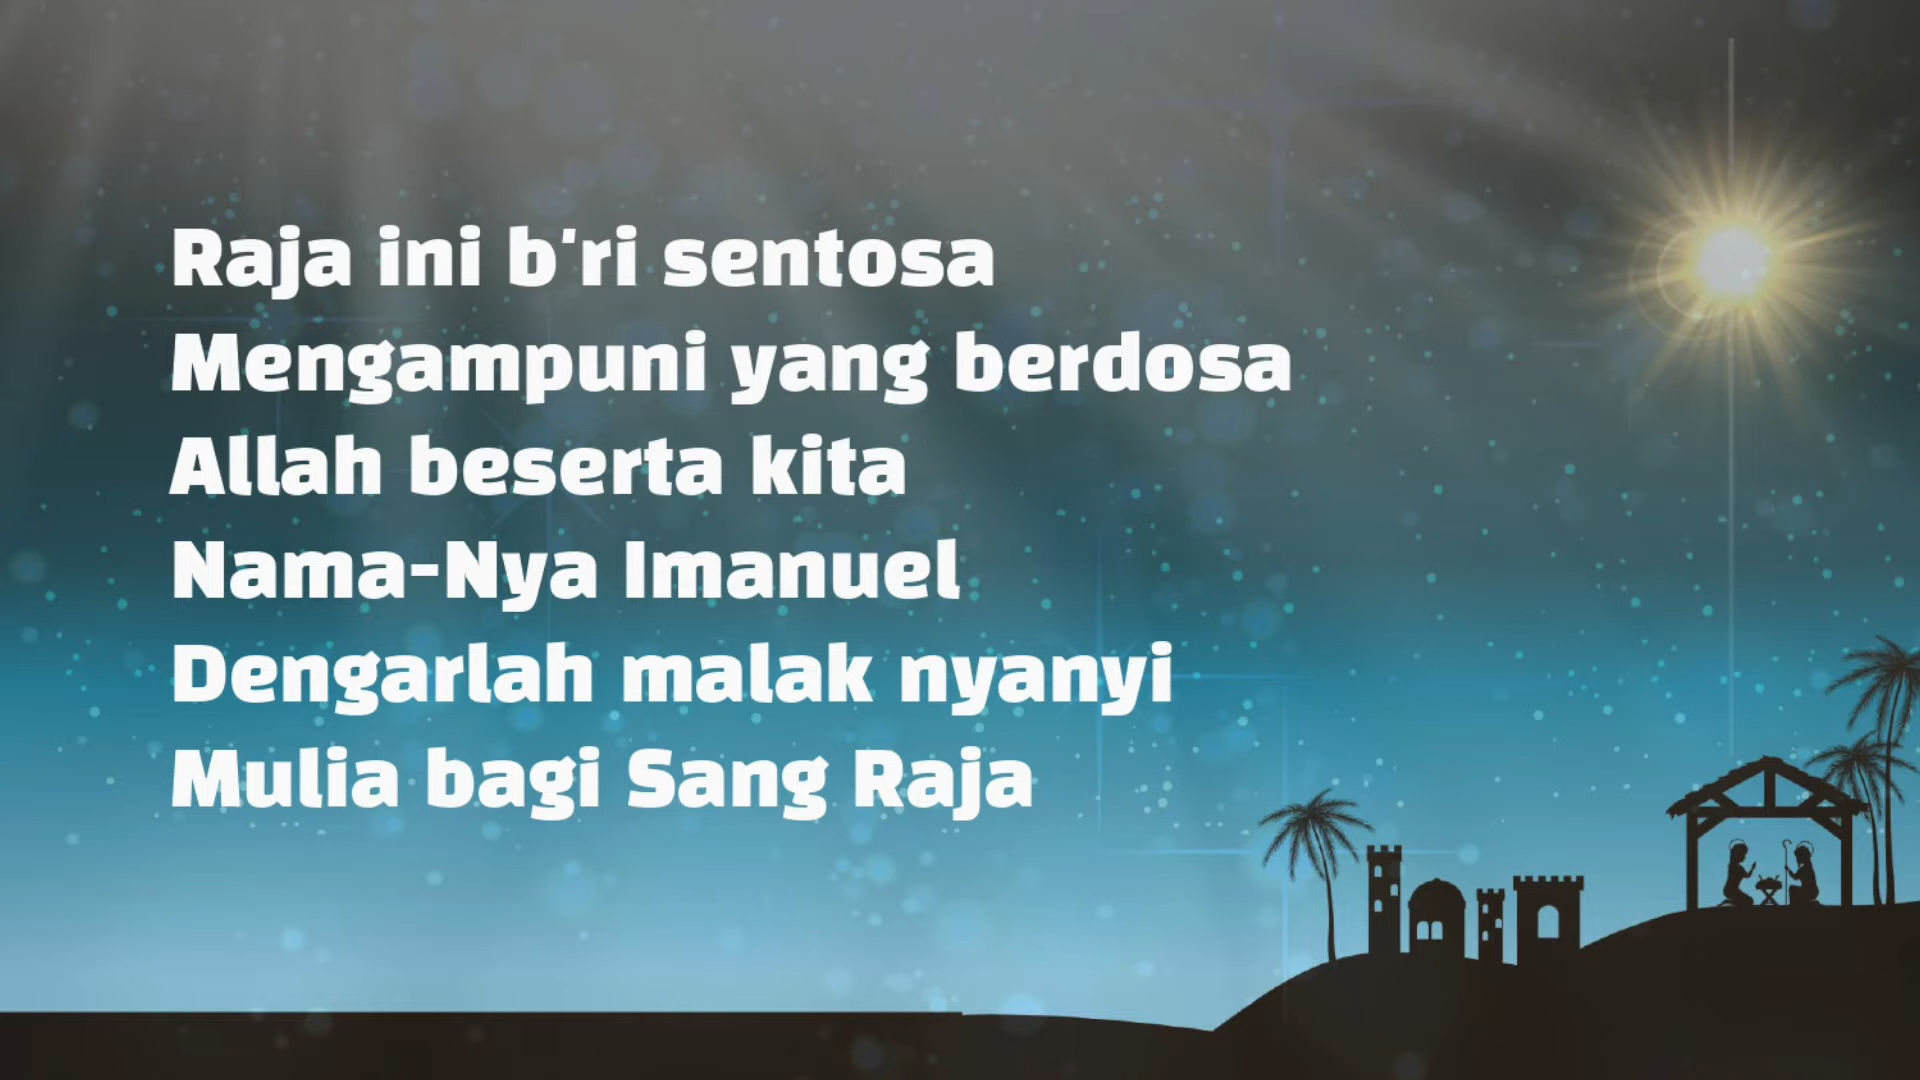 Raja ini b'ri sentosa
Mengampuni yang berdosa
Allah beserta kita
Nama-Nya Imanuel
Dengarlah malak nyanyi
Mulia bagi Sang Raja